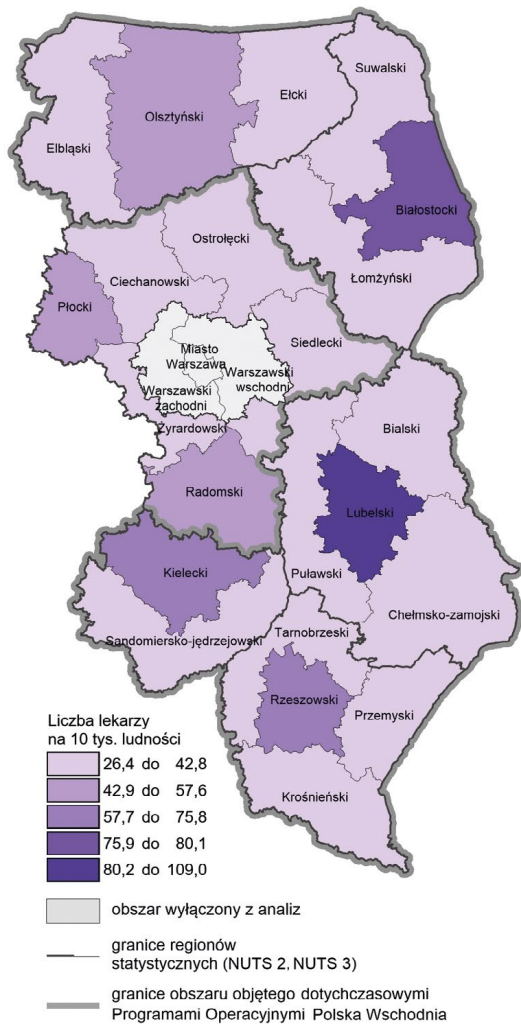 Suwalski
Ełcki
Olsztyński
Elbląski
Białostocki
Ostrołęcki
Ciechanowski
Łomżyński
Płocki
Siedlecki
Miasto
Warszawa
Warszawski
wschodni
Warszawski
zachodni
Żyrardowski
Bialski
Radomski
Lubelski
Kielecki
Puławski
Chełmsko-zamojski
Tarnobrzeski
Sandomiersko-jędrzejowski
Rzeszowski
Przemyski
Krośnieński
Liczba lekarzy
na 10 tys. ludności
26,4 do 42,8
42,9 do 57,6
57,7 do 75,8
75,9 do 80,1
80,2 do 109,0
obszar wyłączony z analiz
granice regionów
statystycznych (NUTS 2, NUTS 3)
granice obszaru objętego dotychczasowymi
Programami Operacyjnymi Polska Wschodnia